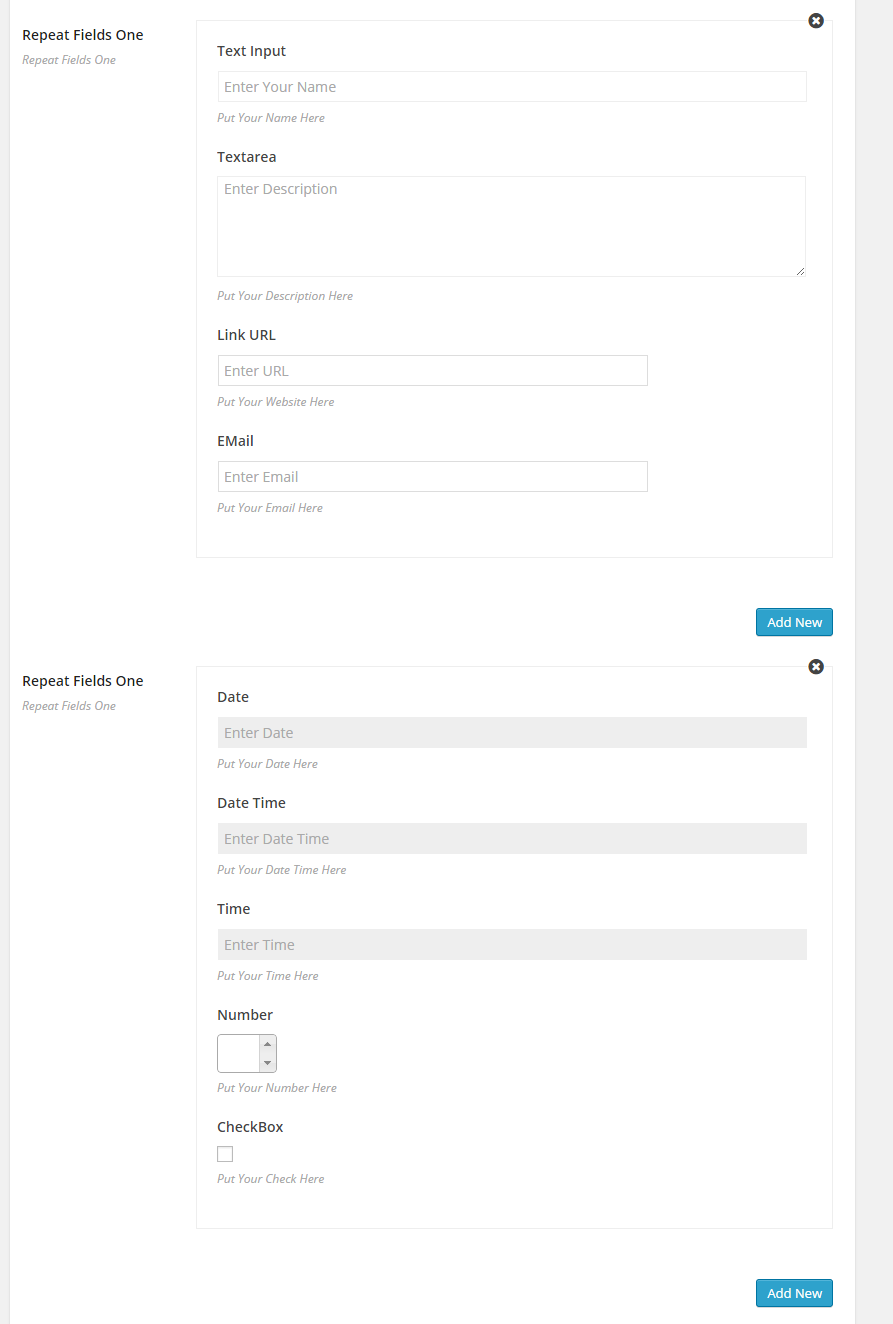 Repeat Fields One
Repeat Fields One
Text Input
Enter Your Name
Put Your Name Here
Textarea
Enter Description
Put Your Description Here
Link URL
Enter URL
Put Your Website Here
EMail
Enter Email
Put Your Email Here
Add New
Repeat Fields One
Repeat Fields One
Date
Enter Date
Put Your Date Here
Date Time
Enter Date Time
Put Your Date Time Here
Time
Enter Time
Put Your Time Here
Number
Put Your Number Here
CheckBox
Put Your Check Here
Add New